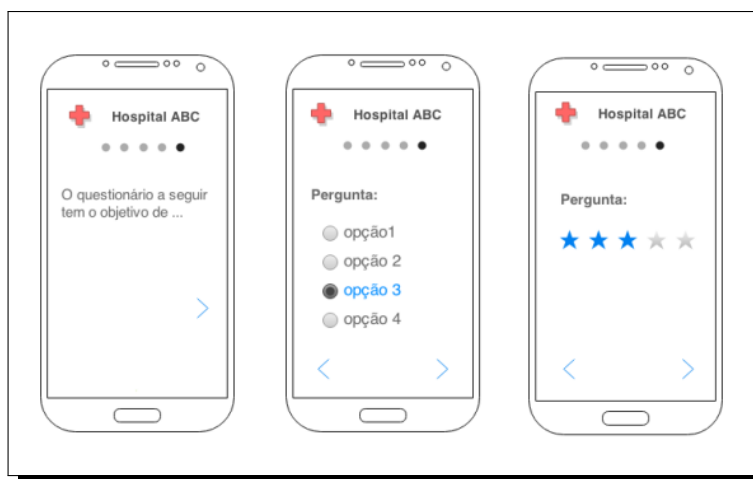 Hospital ABC
O questionário a seguir
tem o objetivo de ...
Hospital ABC
Pergunta:
opção1
opção 2
opção 3
opção 4
Hospital ABC
Pergunta: